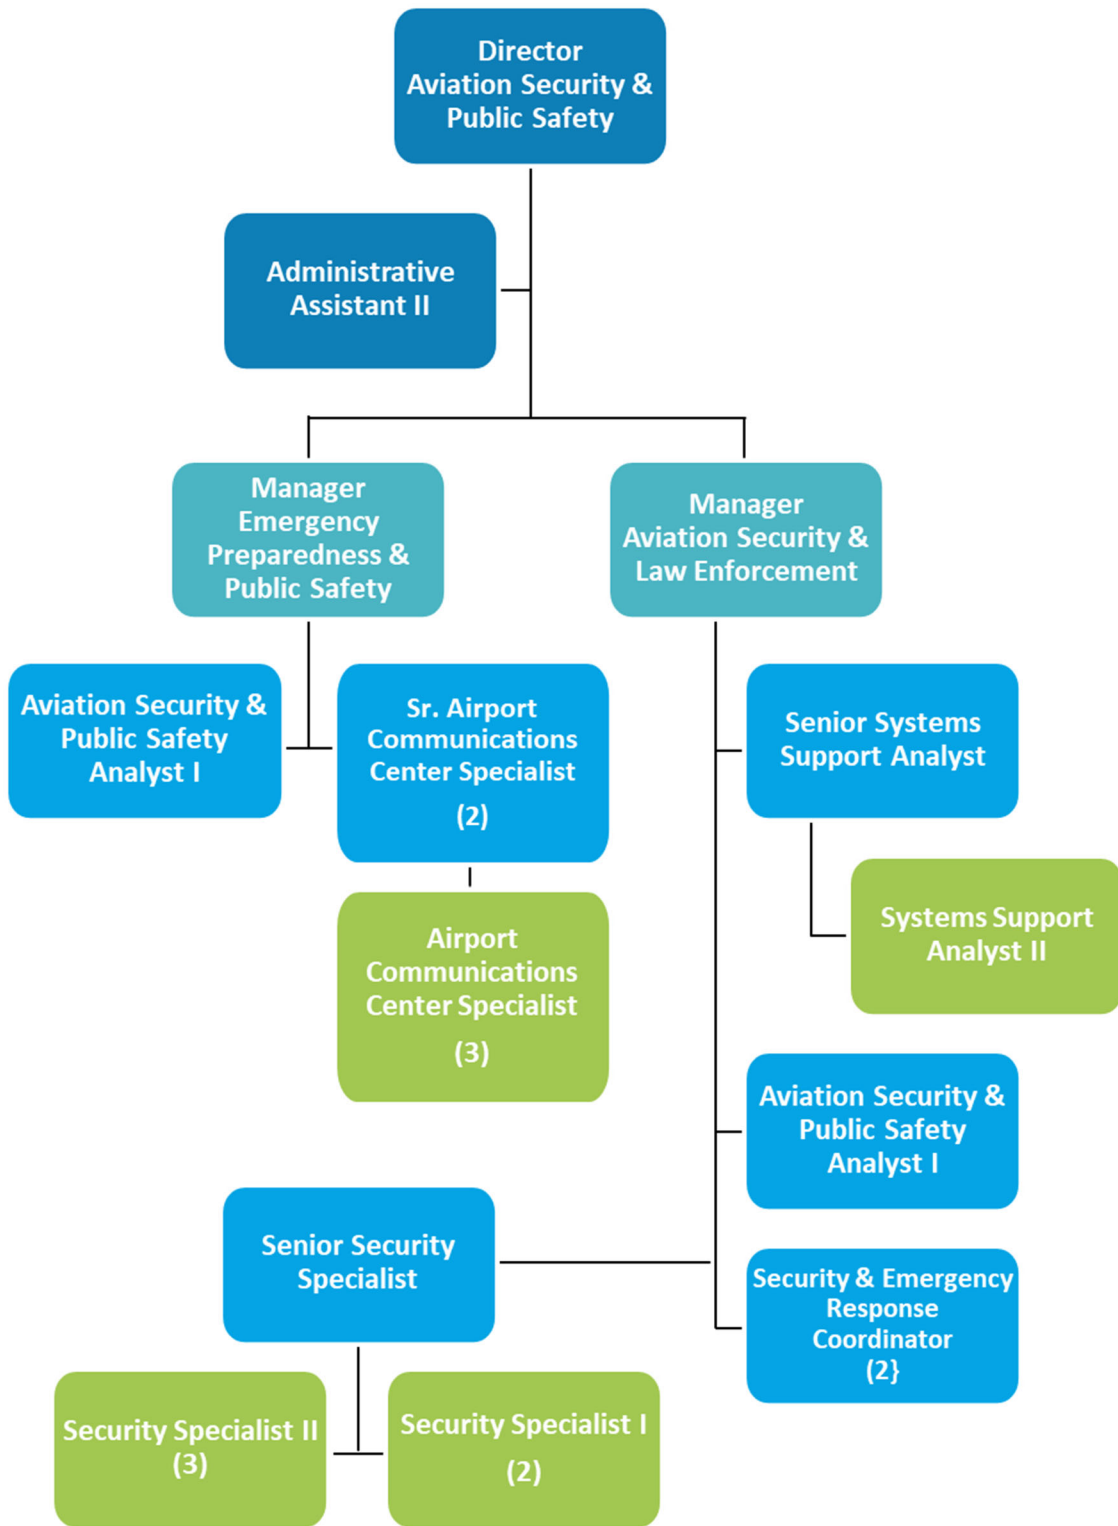 Director
Aviation Security &
Public Safety
Administrative
Assistant II
Manager
Emergency
Preparedness &
Public Safety
Manager
Aviation Security &
Law Enforcement
Aviation Security &
Public Safety
Analyst I
Sr. Airport
Communications
Center Specialist
(2)
Senior Systems
Support Analyst
Airport
Communications
Center Specialist
(3)
Systems Support
Analyst II
Aviation Security &
Public Safety
Analyst I
Senior Security
Specialist
Security & Emergency
Response
Coordinator
(2}
Security Specialist II
(3)
Security Specialist I
(2)